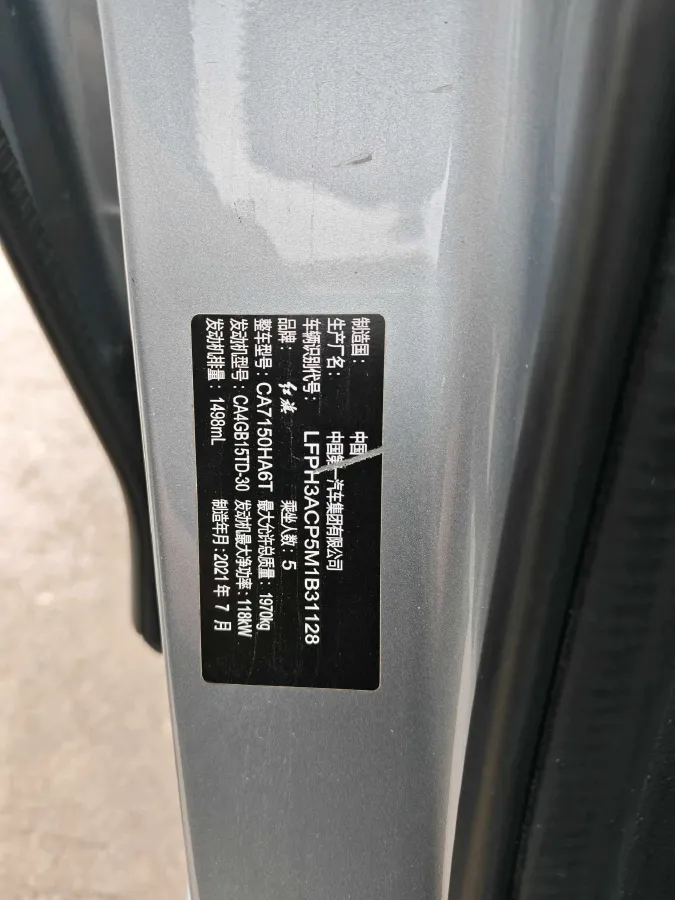 制造国： 中国
生产厂名： 中国第一汽车集团有限公司
车辆识别代号： LFPH3ACP5M1B31128
品牌： 红旗 乘坐人数：5
整车型号：CA7150HA6T 最大允许总质量：1970kg
发动机型号：CA4GB15TD-30 发动机最大净功率：118kW
发动机排量：1498mL 制造年月：2021 年 7 月